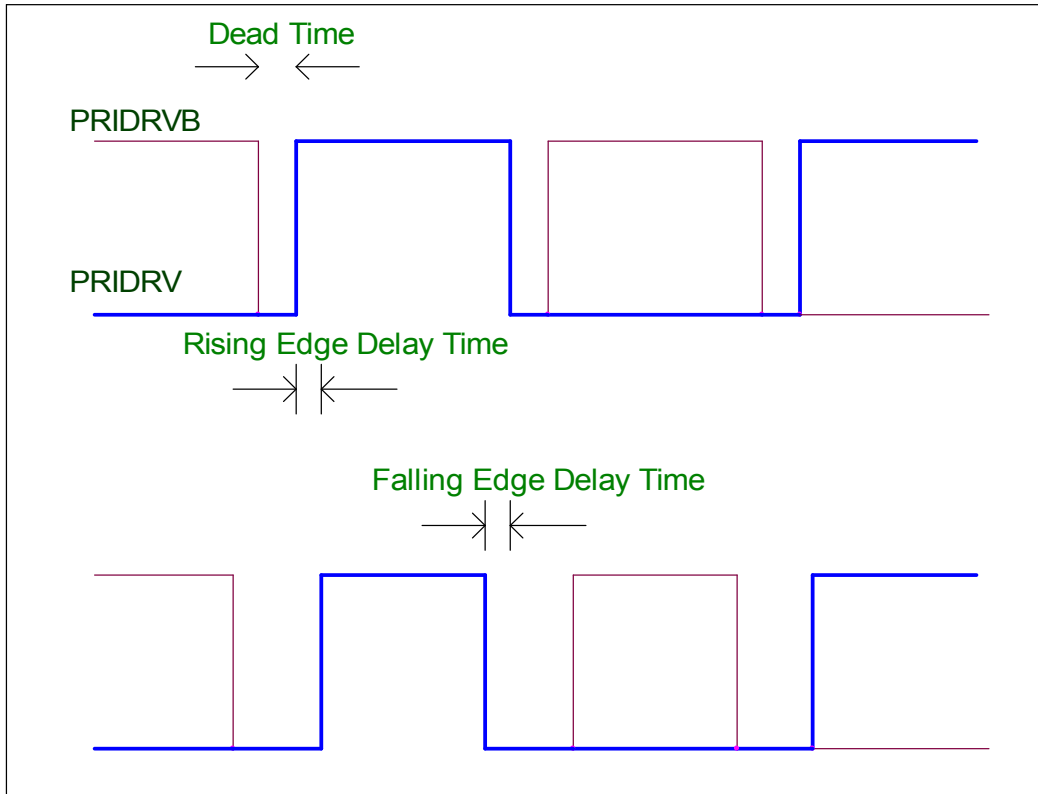 Dead Time
PRIDRVB
PRIDRV
Rising Edge Delay Time
Falling Edge Delay Time